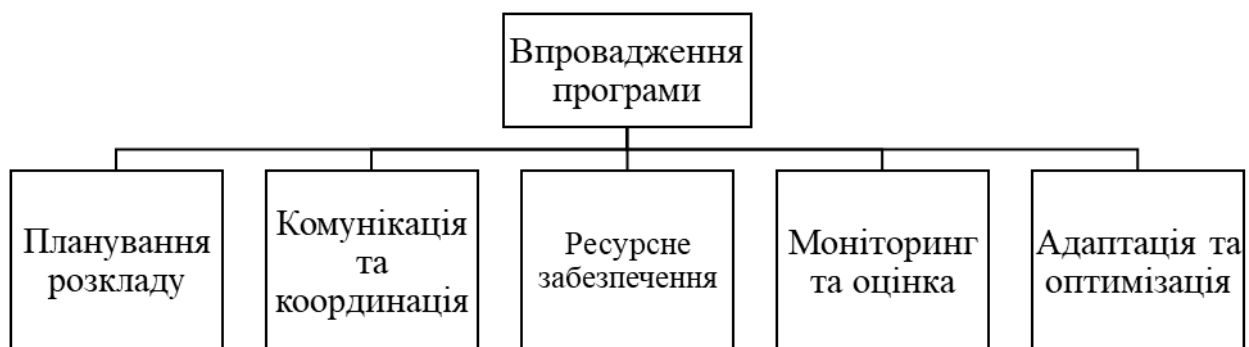 Впровадження
програми
Планування
розкладу
Комунікація
та
координація
Ресурсне
забезпечення
Моніторинг
та оцінка
Адаптація та
оптимізація